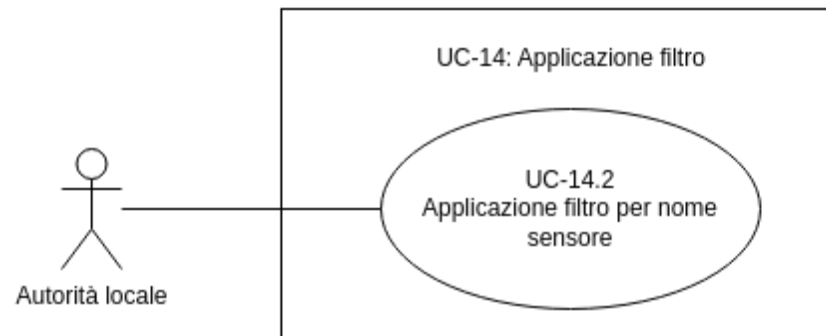 UC-14: Applicazione filtro
UC-14.2
Applicazione filtro per nome
sensore
Autorità locale